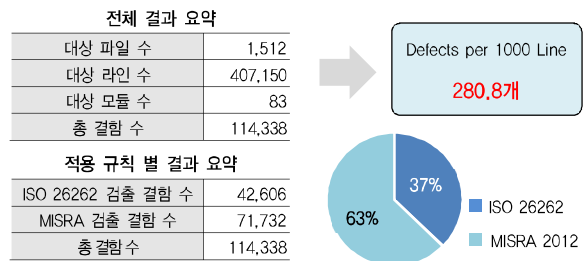 전체 결과 요약
대상 파일 수 1,512
대상 라인 수 407,150
대상 모듈 수 83
총 결함 수 114,338
Defects per 1000 Line
280.8개
적용 규칙 별 결과 요약
ISO 26262 검출 결함 수 42,606
MISRA 검출 결함 수 71,732
총결함수 114,338
37%
63%
ISO 26262
MISRA 2012